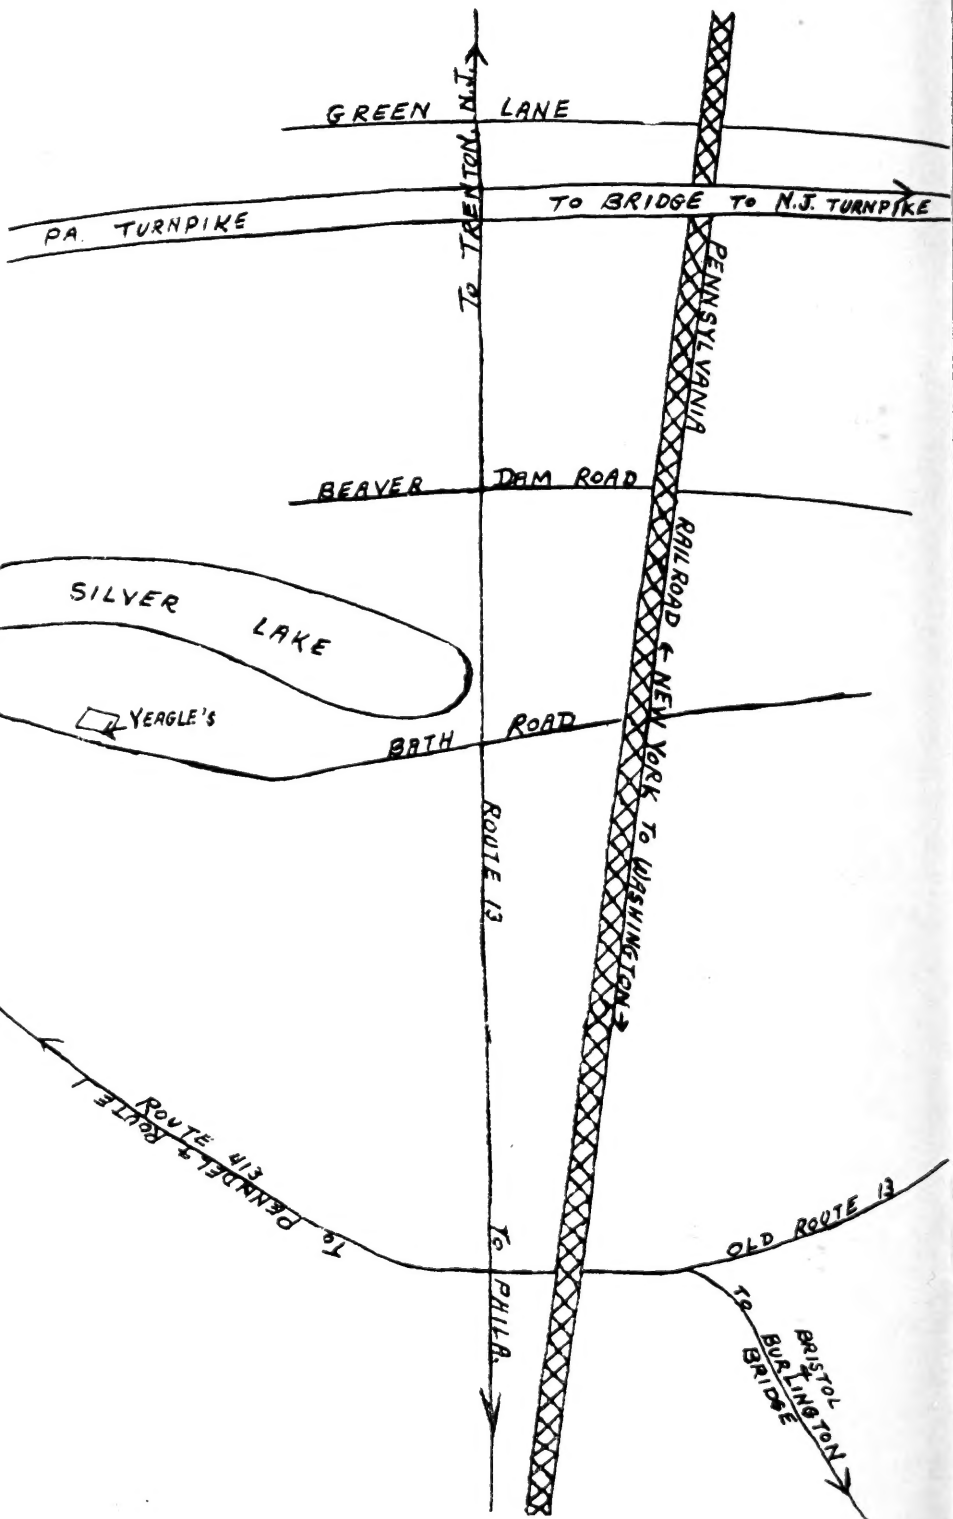 GREEN LANE
TO TRENTON, N.J.
PA. TURNPIKE
TO BRIDGE TO N.J. TURNPIKE
PENNSYLVANIA RAILROAD ← NEW YORK TO WASHINGTON →
BEAVER DAM ROAD
SILVER LAKE
YEAGLE'S
BATH ROAD
ROUTE 13
ROUTE 413
TO PENNDEL & ROUTE 1
TO PHILA.
OLD ROUTE 13
TO BRISTOL & BURLINGTON BRIDGE